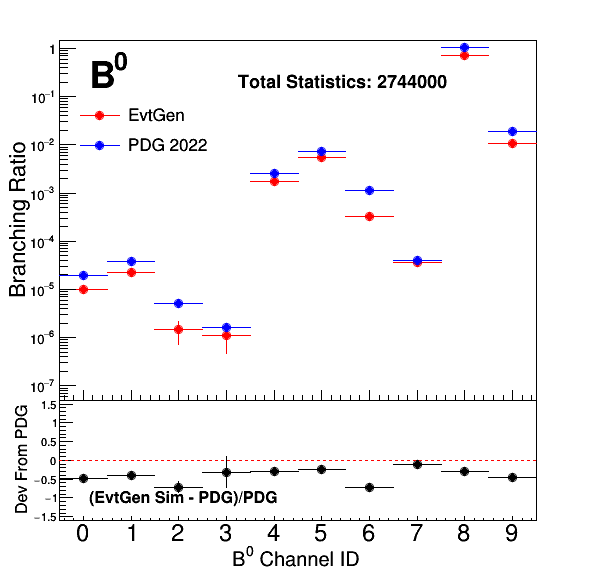 B⁰
Total Statistics: 2744000
EvtGen
PDG 2022
Branching Ratio
1
10⁻¹
10⁻²
10⁻³
10⁻⁴
10⁻⁵
10⁻⁶
10⁻⁷
Dev From PDG
1.5
1
0.5
0
−0.5
−1
−1.5
(EvtGen Sim - PDG)/PDG
0 1 2 3 4 5 6 7 8 9
B⁰ Channel ID